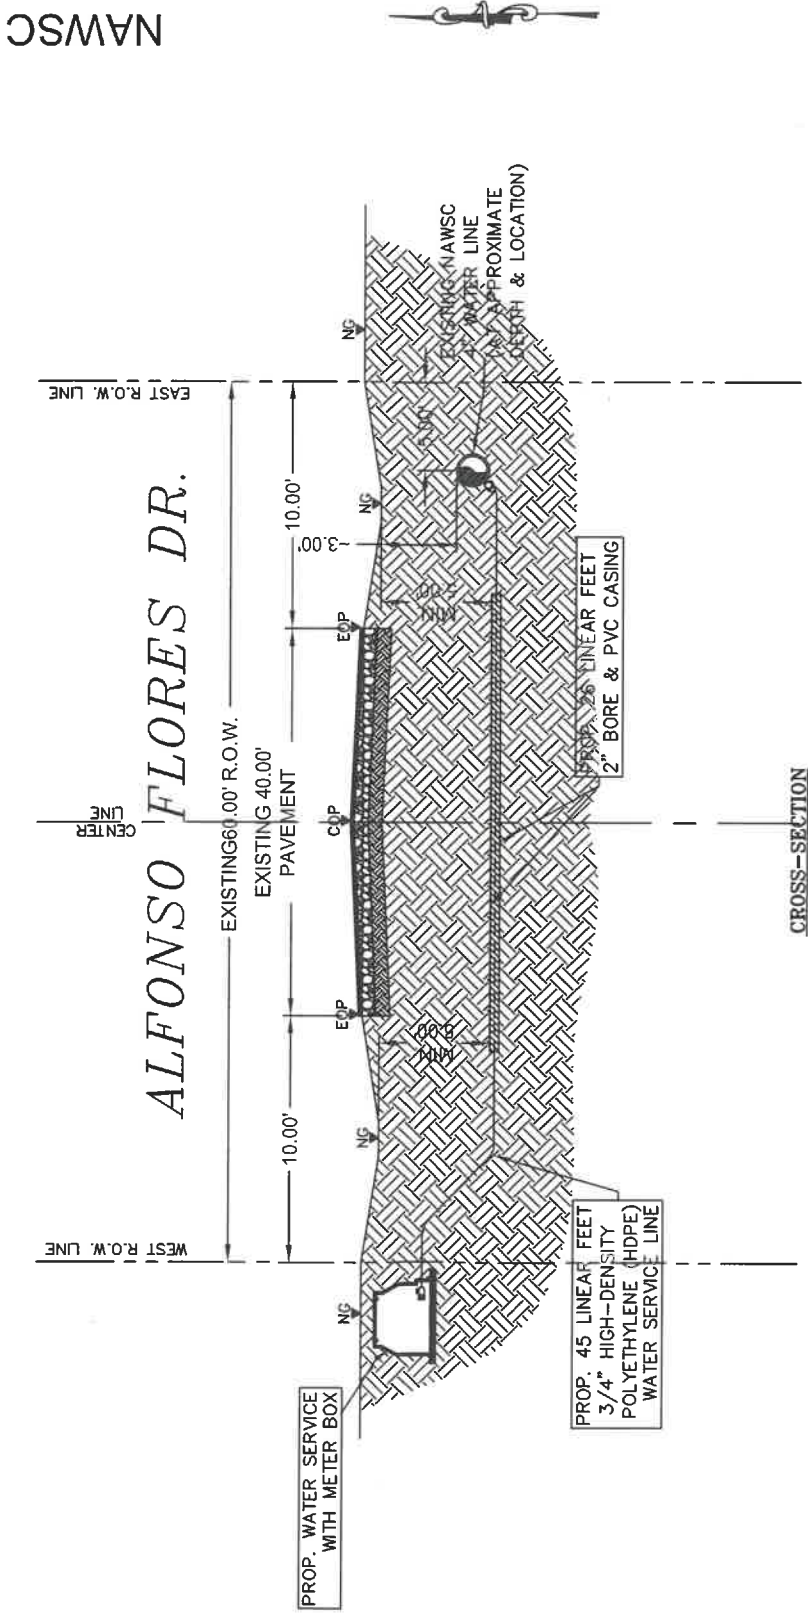 NAWSC
EAST R.O.W. LINE
CENTER
LINE
WEST R.O.W. LINE
ALFONSO FLORES DR.
EXISTING60.00' R.O.W.
EXISTING 40.00'
PAVEMENT
10.00'
10.00'
NG
EOP
COP
EOP
NG
NG
NG
EXISTING NAWSC
4" WATER LINE
(AT APPROXIMATE
DEPTH & LOCATION)
5.00'
~3.00'
MIN
5.00'
MIN
5.00'
PROP. 26 LINEAR FEET
2" BORE & PVC CASING
PROP. 45 LINEAR FEET
3/4" HIGH-DENSITY
POLYETHYLENE (HDPE)
WATER SERVICE LINE
PROP. WATER SERVICE
WITH METER BOX
CROSS-SECTION